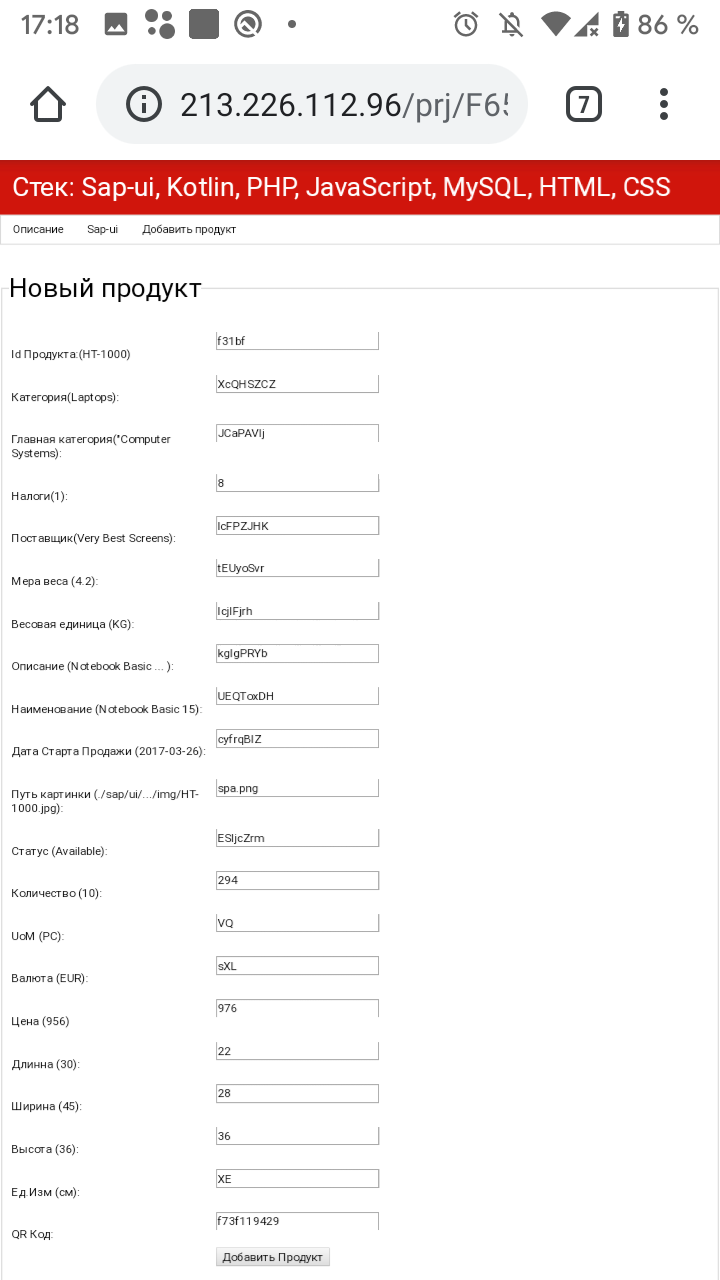 17:18
86 %
213.226.112.96/prj/F65
7
Стек: Sap-ui, Kotlin, PHP, JavaScript, MySQL, HTML, CSS
Описание Sap-ui Добавить продукт
Новый продукт
Id Продукта:(HT-1000) f31bf
Категория(Laptops): XcQHSZCZ
Главная категория("Computer
Systems): JCaPAVIj
Налоги(1): 8
Поставщик(Very Best Screens): IcFPZJHK
Мера веса (4.2): tEUyoSvr
Весовая единица (KG): IcjIFjrh
Описание (Notebook Basic ... ): kgIgPRYb
Наименование (Notebook Basic 15): UEQToxDH
Дата Старта Продажи (2017-03-26): cyfrqBIZ
Путь картинки (./sap/ui/.../img/HT-
1000.jpg): spa.png
Статус (Available): ESIjcZrm
Количество (10): 294
UoM (PC): VQ
Валюта (EUR): sXL
Цена (956) 976
Длинна (30): 22
Ширина (45): 28
Высота (36): 36
Ед.Изм (см): XE
QR Код: f73f119429
Добавить Продукт